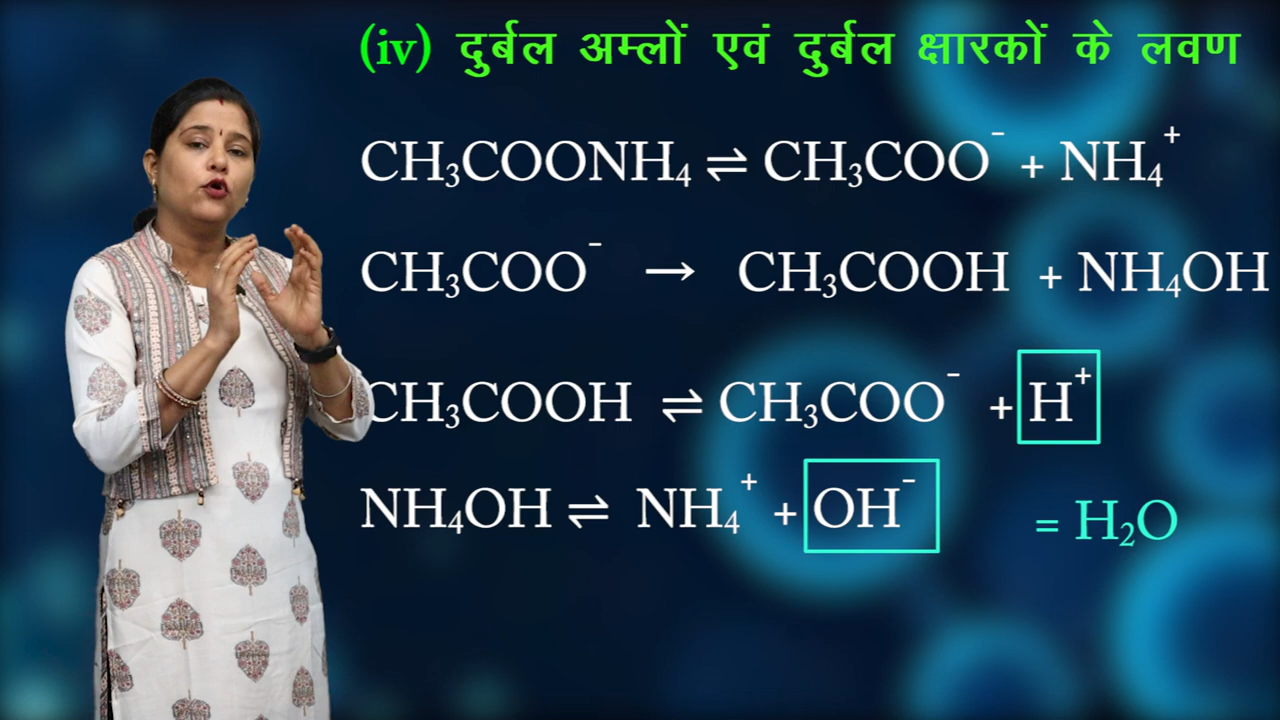 (iv) दुर्बल अम्लों एवं दुर्बल क्षारकों के लवण
CH₃COONH₄ ⇌ CH₃COO⁻ + NH₄⁺
CH₃COO⁻ → CH₃COOH + NH₄OH
CH₃COOH ⇌ CH₃COO⁻ + H⁺
NH₄OH ⇌ NH₄⁺ + OH⁻ = H₂O